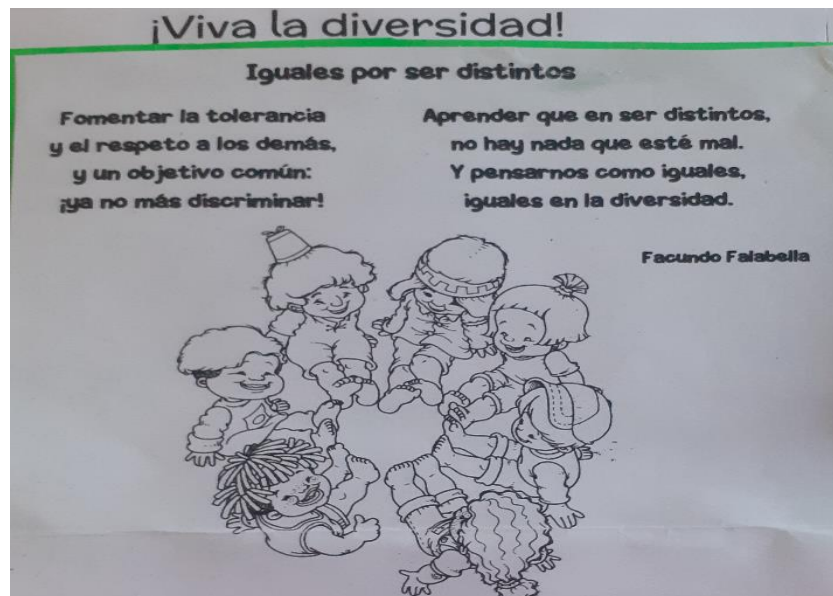 ¡Viva la diversidad!
Iguales por ser distintos
Fomentar la tolerancia
y el respeto a los demás,
y un objetivo común:
¡ya no más discriminar!
Aprender que en ser distintos,
no hay nada que esté mal.
Y pensarnos como iguales,
iguales en la diversidad.
Facundo Falabella